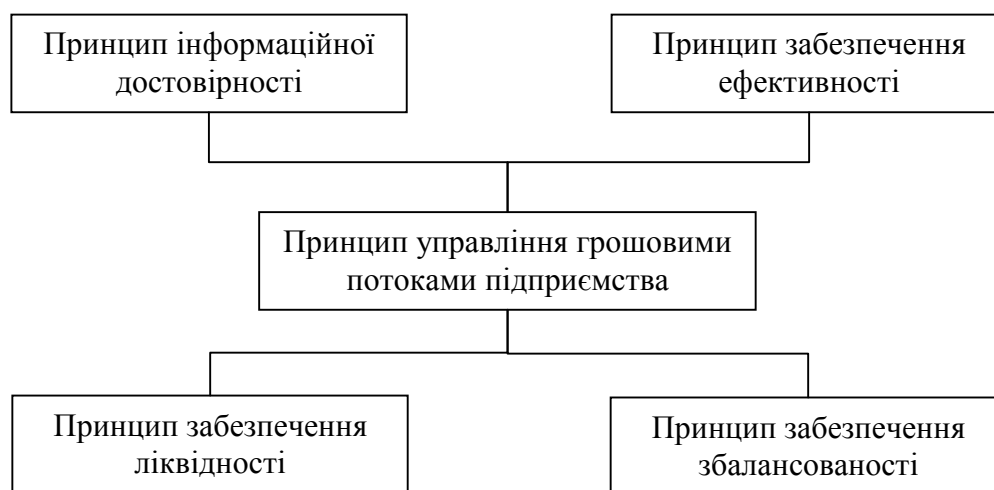 Принцип інформаційної
достовірності
Принцип забезпечення
ефективності
Принцип управління грошовими
потоками підприємства
Принцип забезпечення
ліквідності
Принцип забезпечення
збалансованості